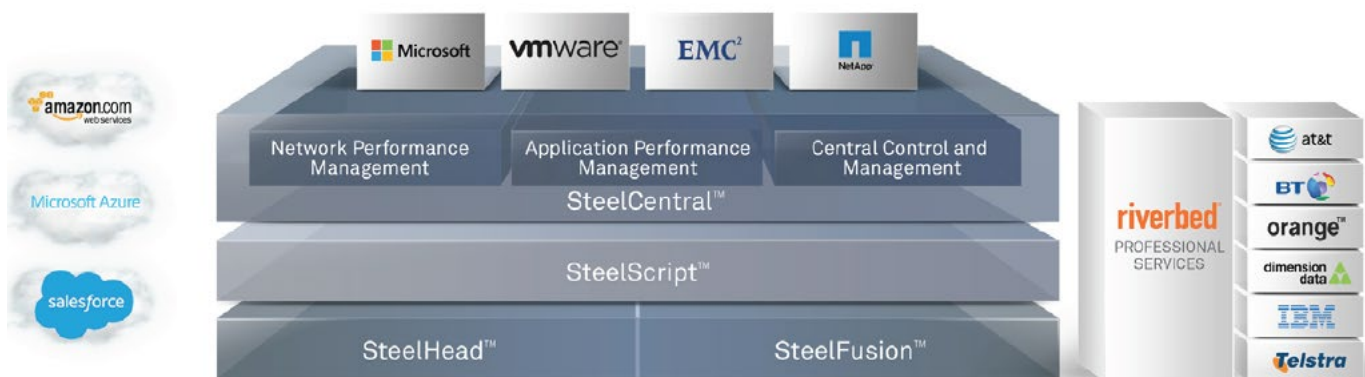 amazon.com
web services
Microsoft Azure
salesforce
Microsoft
vmware®
EMC²
NetApp®
Network Performance
Management
Application Performance
Management
Central Control and
Management
SteelCentral™
SteelScript™
SteelHead™
SteelFusion™
riverbed®
PROFESSIONAL
SERVICES
at&t
BT
orange™
dimension
data
IBM
Telstra